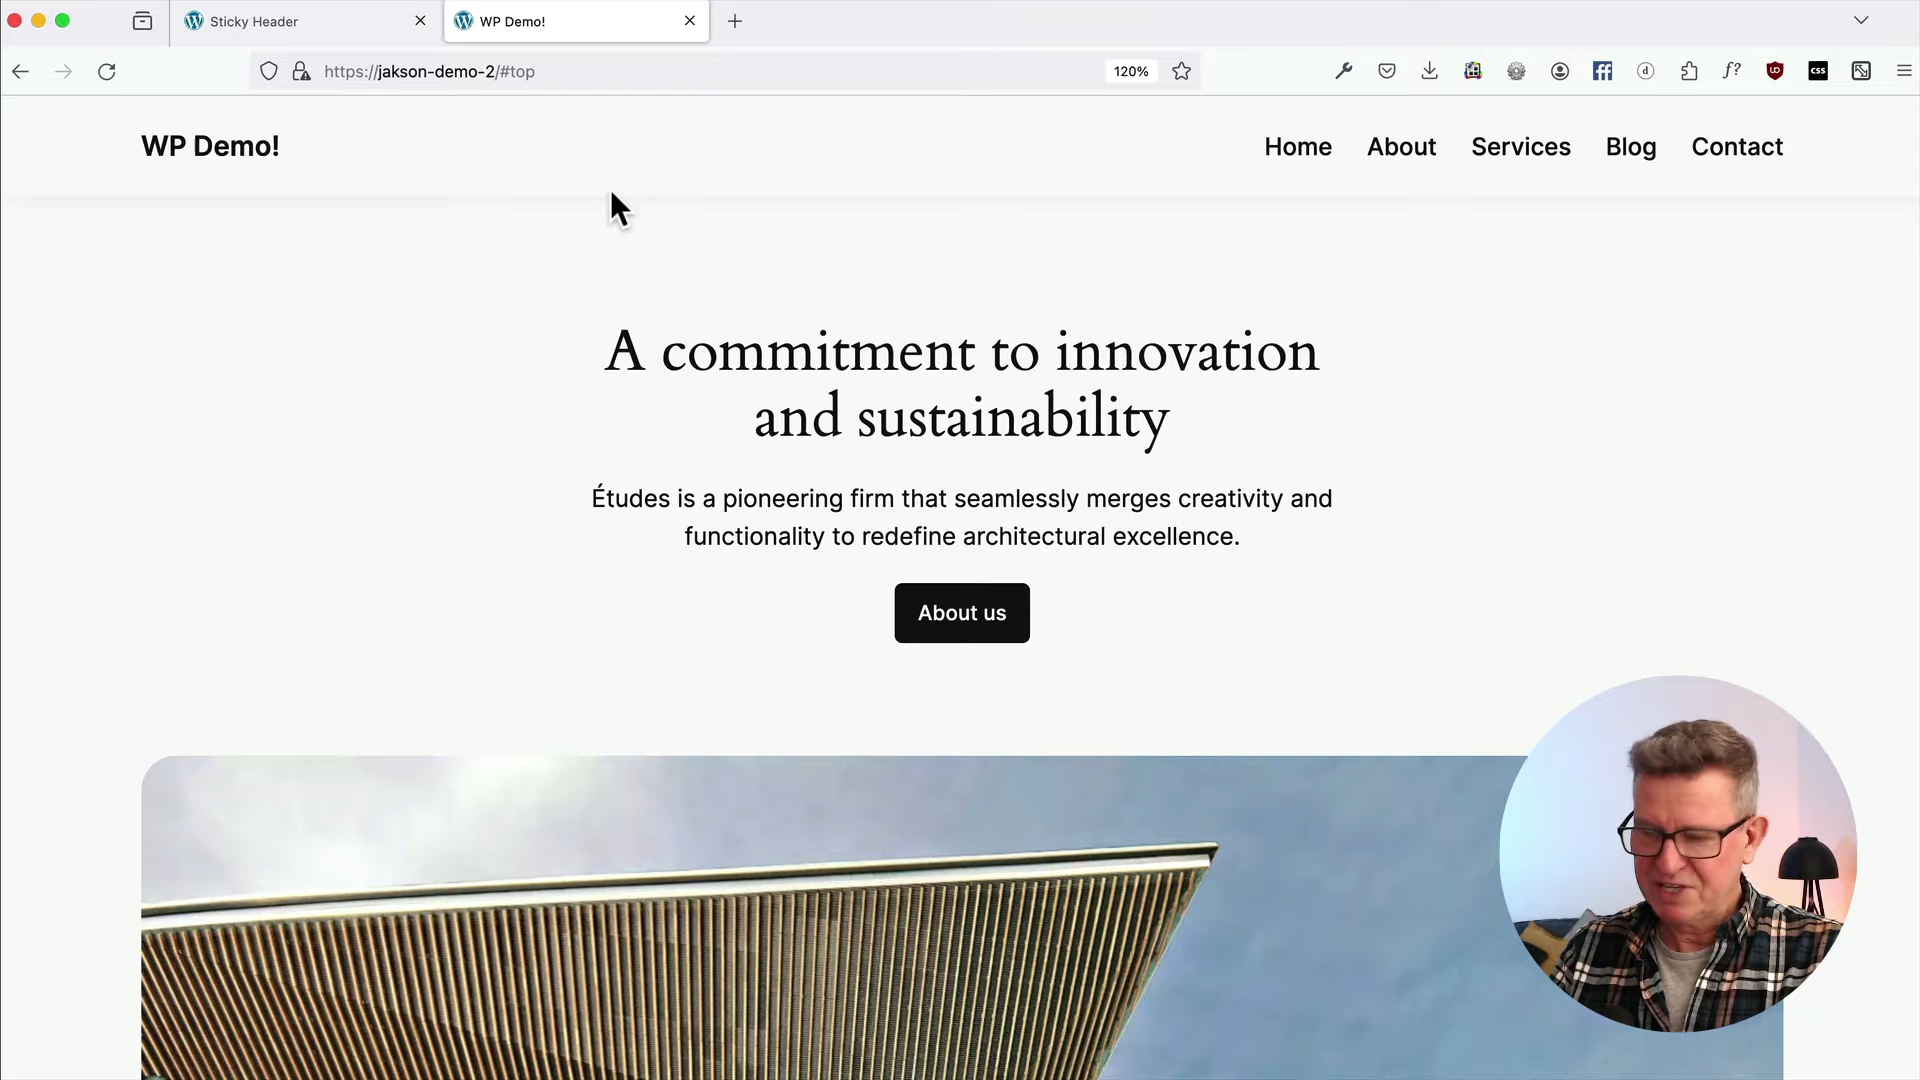 Sticky Header
WP Demo!
https://jakson-demo-2/#top
120%
WP Demo!
Home About Services Blog Contact
A commitment to innovation
and sustainability
Études is a pioneering firm that seamlessly merges creativity and
functionality to redefine architectural excellence.
About us